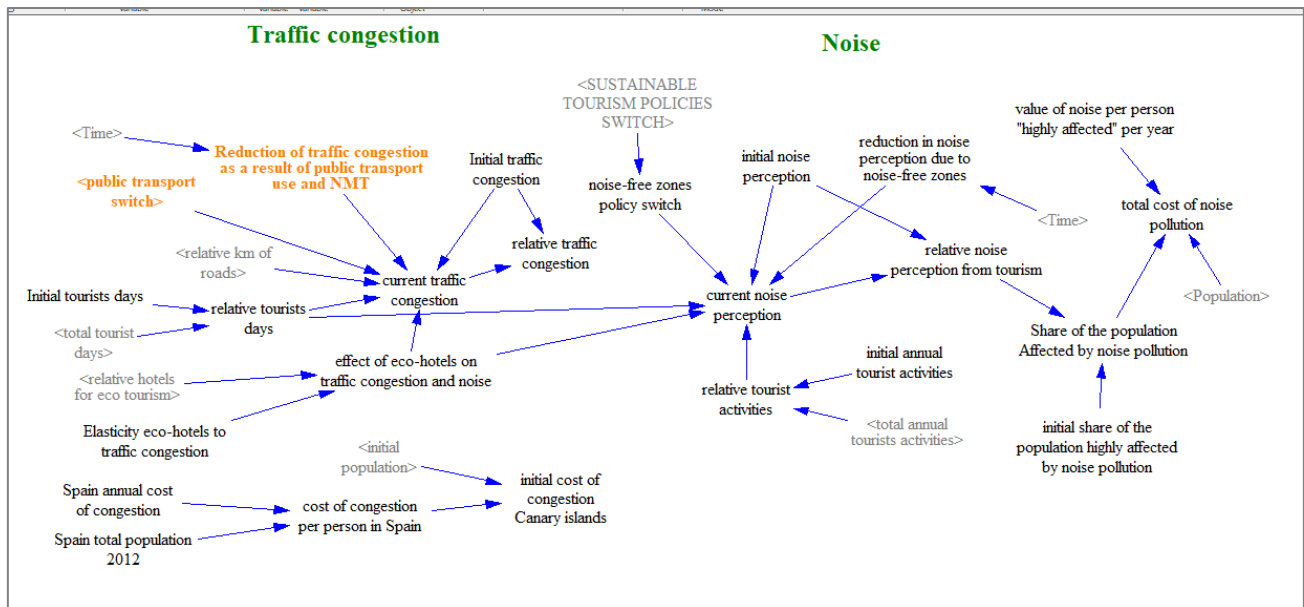 Traffic congestion
Noise
<SUSTAINABLE
TOURISM POLICIES
SWITCH>
<Time>
Reduction of traffic congestion
as a result of public transport
use and NMT
<public transport
switch>
Initial traffic
congestion
relative traffic
congestion
<relative km of
roads>
current traffic
congestion
Initial tourists days
relative tourists
days
<total tourist
days>
effect of eco-hotels on
traffic congestion and noise
<relative hotels
for eco tourism>
Elasticity eco-hotels to
traffic congestion
<initial
population>
Spain annual cost
of congestion
cost of congestion
per person in Spain
initial cost of
congestion
Canary islands
Spain total population
2012
noise-free zones
policy switch
initial noise
perception
reduction in noise
perception due to
noise-free zones
value of noise per person
"highly affected" per year
<Time>
total cost of noise
pollution
relative noise
perception from tourism
current noise
perception
<Population>
Share of the population
Affected by noise pollution
initial annual
tourist activities
relative tourist
activities
<total annual
tourists activities>
initial share of the
population highly affected
by noise pollution